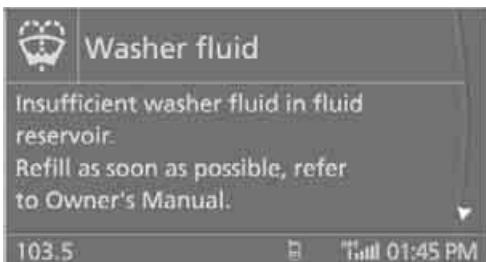 Washer fluid
Insufficient washer fluid in fluid
reservoir.
Refill as soon as possible, refer
to Owner's Manual.
103.5 01:45 PM